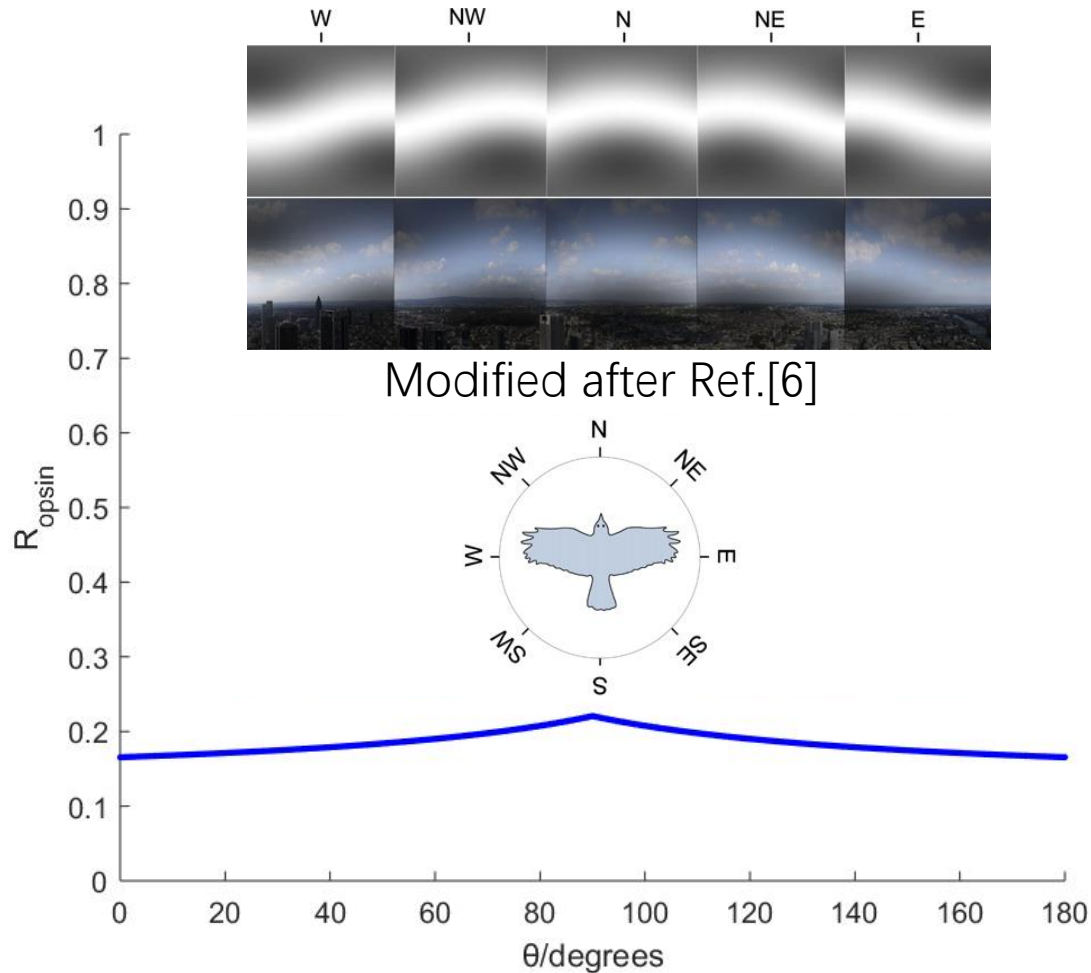 W NW N NE E
1
0.9
0.8
0.7
Modified after Ref.[6]
0.6
N
NW NE
0.5
R_opsin
W E
0.4
SW SE
0.3
S
0.2
0.1
0
0 20 40 60 80 100 120 140 160 180
θ/degrees